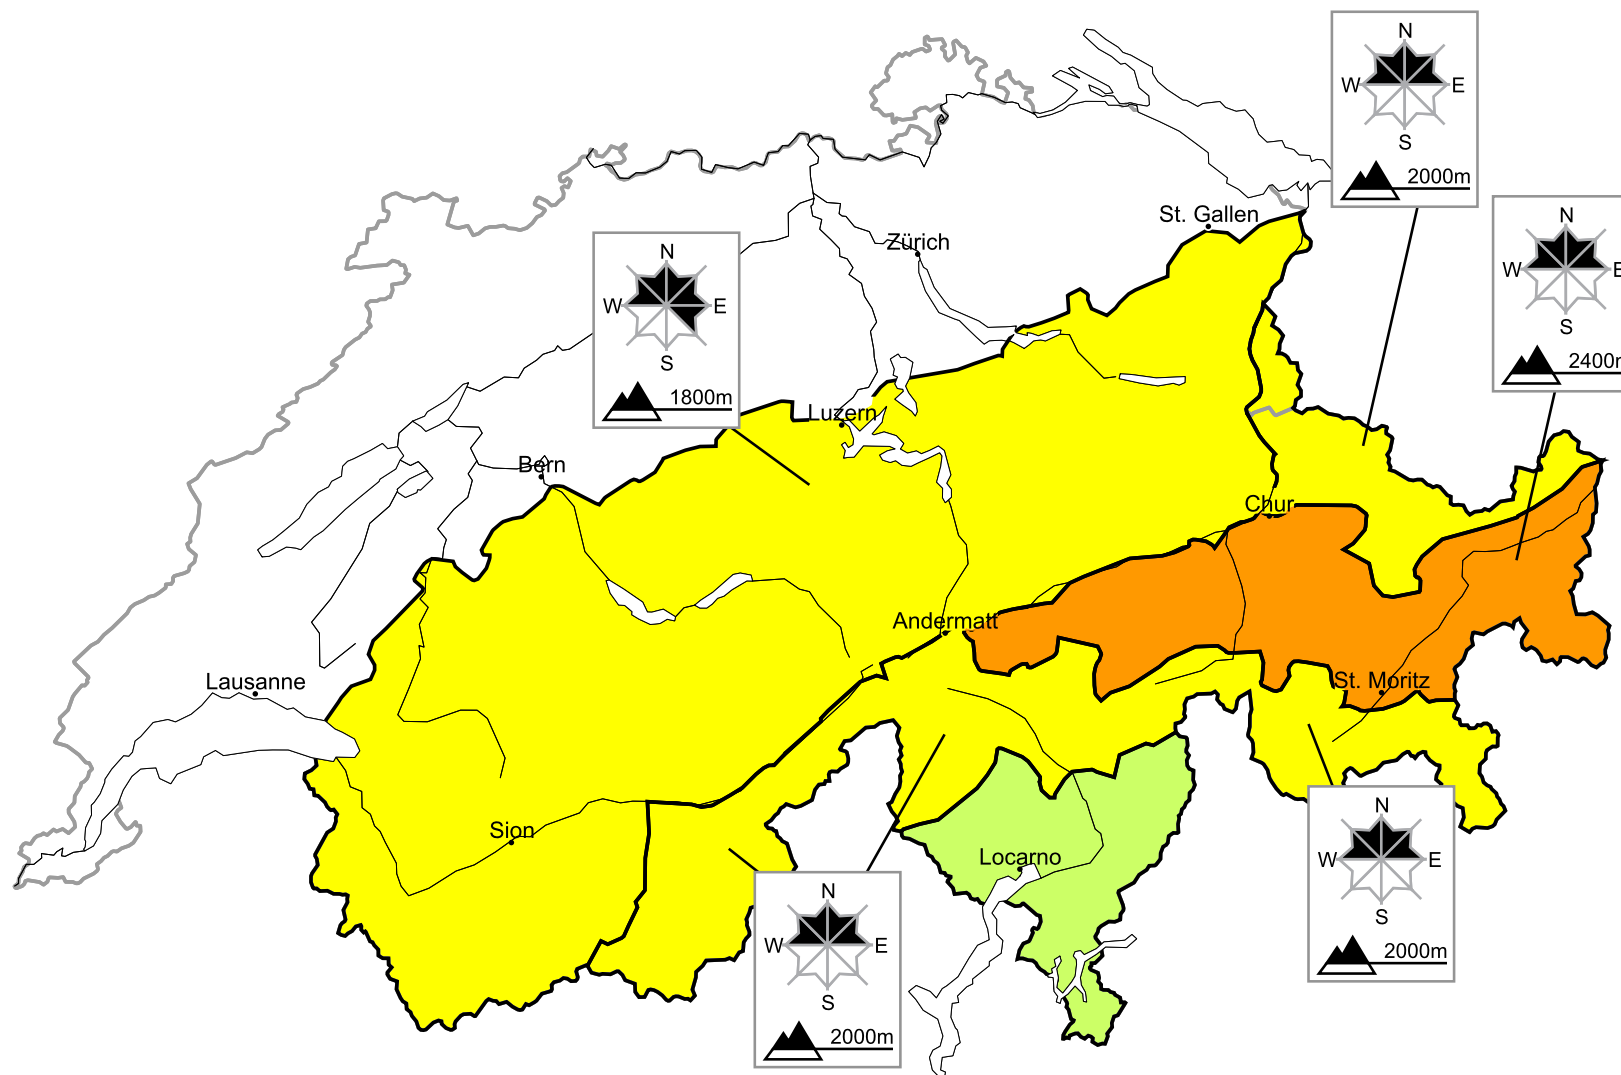 N
W E
S
2000m
N
W E
S
2400m
St. Gallen
Zürich
N
W E
S
1800m
Luzern
Bern
Chur
Andermatt
Lausanne
St. Moritz
Sion
Locarno
N
W E
S
2000m
N
W E
S
2000m